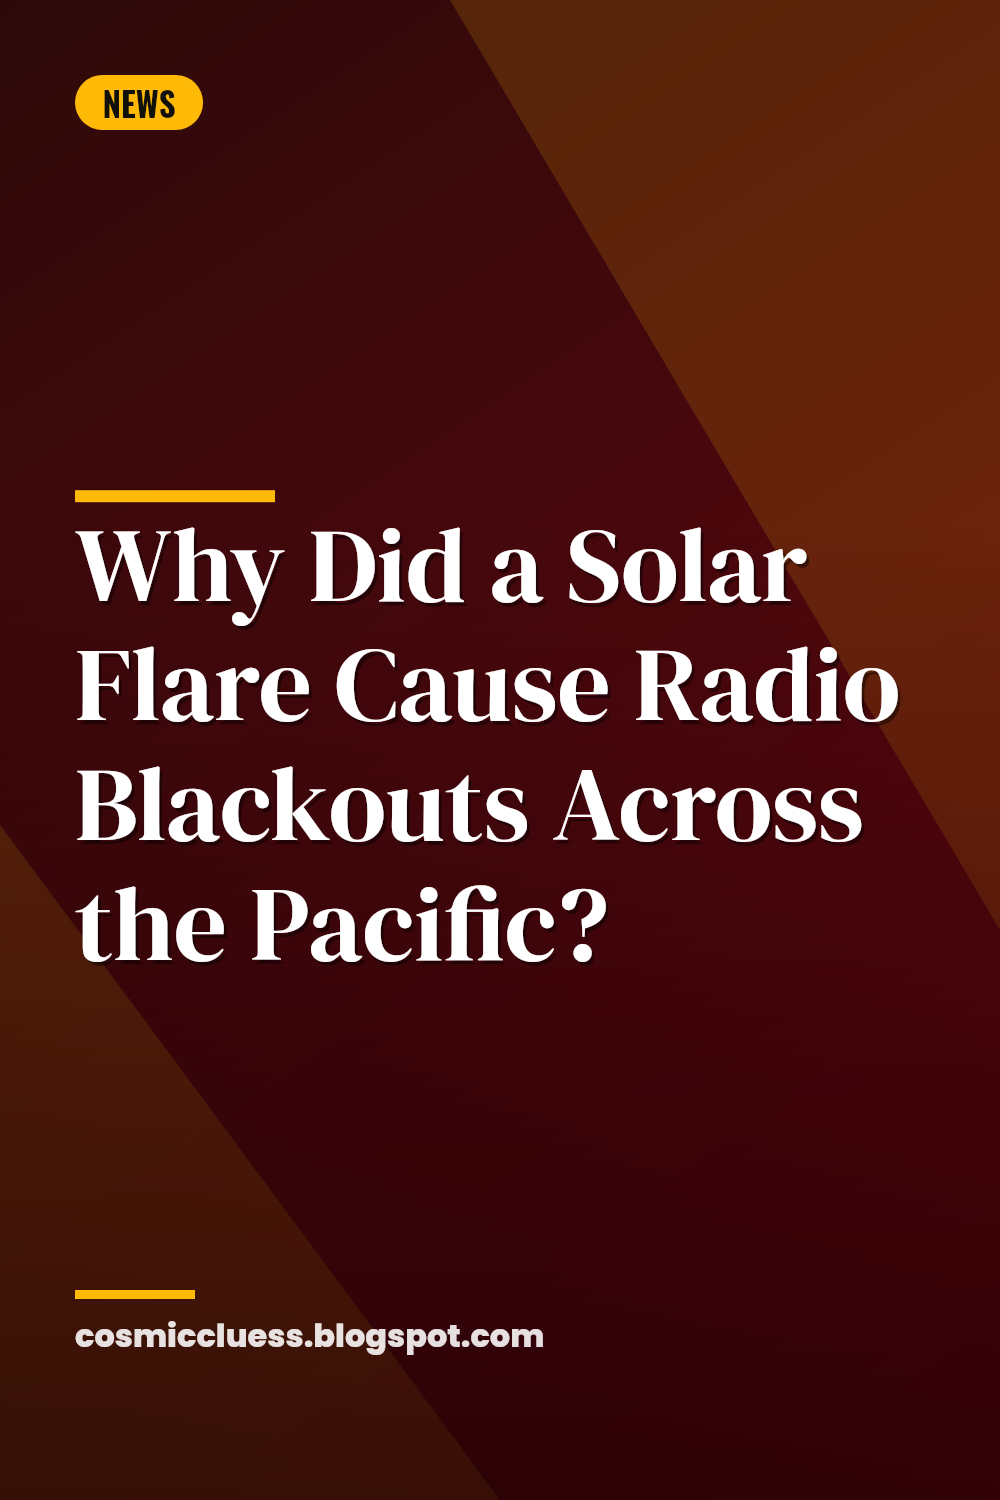 NEWS
Why Did a Solar
Flare Cause Radio
Blackouts Across
the Pacific?
cosmiccluess.blogspot.com